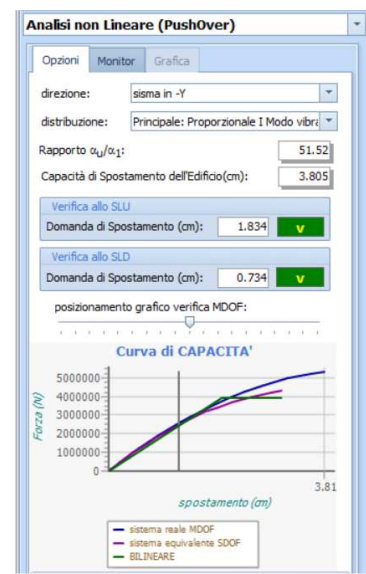 Analisi non Lineare (PushOver)
Opzioni Monitor Grafica
direzione: sisma in -Y
distribuzione: Principale: Proporzionale I Modo vibra
Rapporto αu/α1: 51.52
Capacità di Spostamento dell'Edificio(cm): 3.805
Verifica allo SLU
Domanda di Spostamento (cm): 1.834 v
Verifica allo SLD
Domanda di Spostamento (cm): 0.734 v
posizionamento grafico verifica MDOF:
Curva di CAPACITA'
Forza (N)
5000000
4000000
3000000
2000000
1000000
0
3.81
spostamento (cm)
sistema reale MDOF
sistema equivalente SDOF
BILINEARE